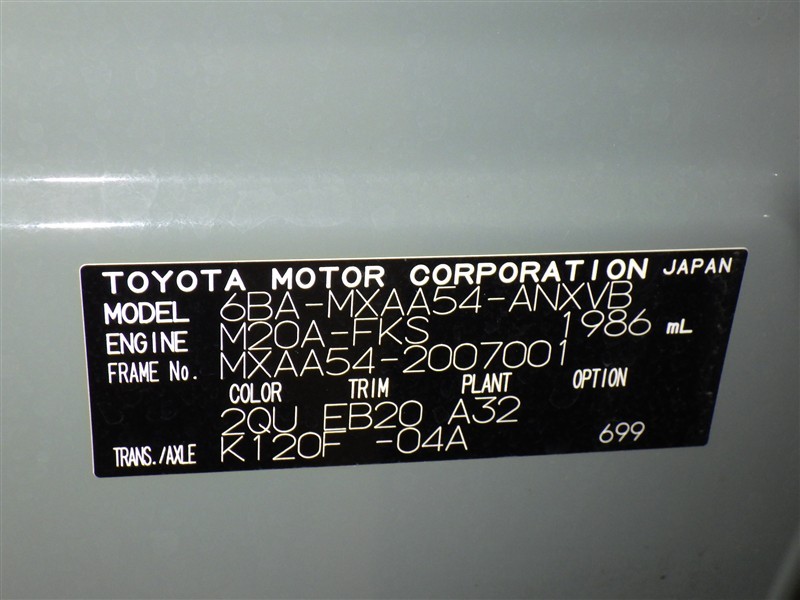 TOYOTA MOTOR CORPORATION JAPAN
MODEL 6BA-MXAA54-ANXVB
ENGINE M20A-FKS 1986 mL
FRAME No. MXAA54-2007001
COLOR TRIM PLANT OPTION
2QU EB20 A32
TRANS./AXLE K120F -04A 699